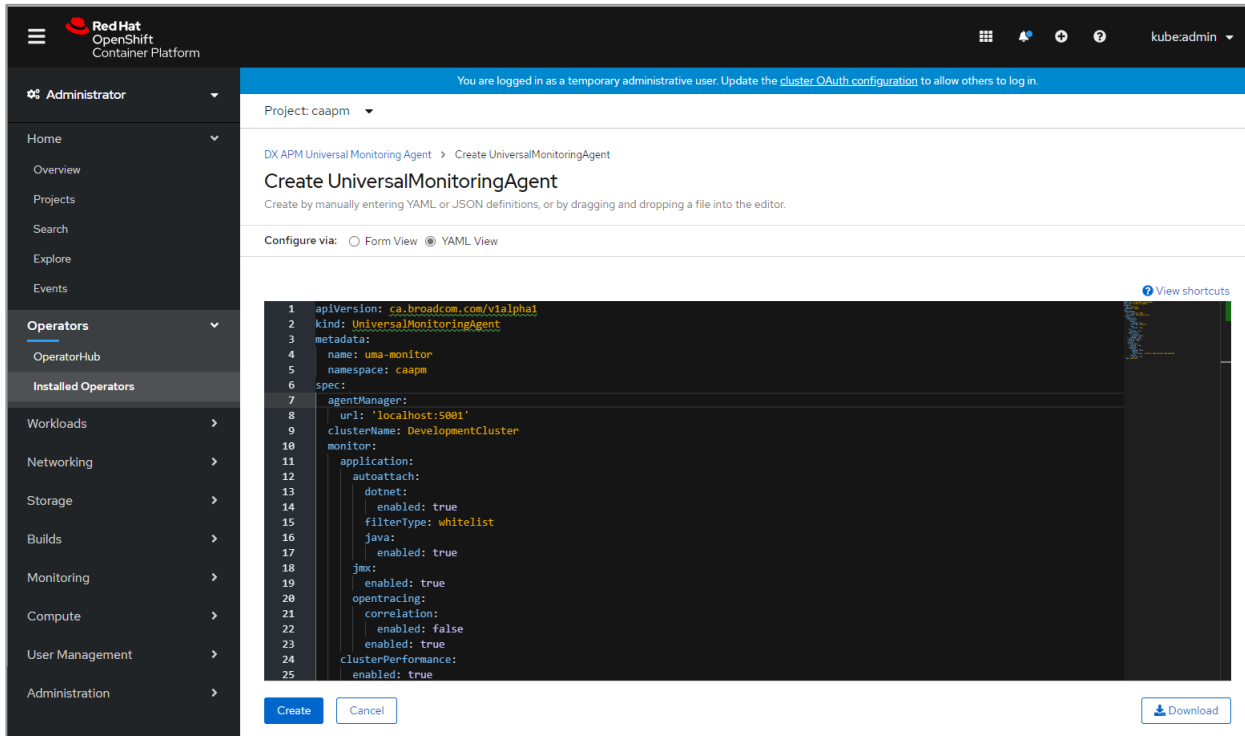 Red Hat
OpenShift
Container Platform
kube:admin
You are logged in as a temporary administrative user. Update the cluster OAuth configuration to allow others to log in.
Administrator
Project: caapm
Home
Overview
Projects
Search
Explore
Events
Operators
OperatorHub
Installed Operators
Workloads
Networking
Storage
Builds
Monitoring
Compute
User Management
Administration
DX APM Universal Monitoring Agent > Create UniversalMonitoringAgent
Create UniversalMonitoringAgent
Create by manually entering YAML or JSON definitions, or by dragging and dropping a file into the editor.
Configure via: Form View YAML View
View shortcuts
1 apiVersion: ca.broadcom.com/v1alpha1
2 kind: UniversalMonitoringAgent
3 metadata:
4 name: uma-monitor
5 namespace: caapm
6 spec:
7 agentManager:
8 url: 'localhost:5001'
9 clusterName: DevelopmentCluster
10 monitor:
11 application:
12 autoattach:
13 dotnet:
14 enabled: true
15 filterType: whitelist
16 java:
17 enabled: true
18 jmx:
19 enabled: true
20 opentracing:
21 correlation:
22 enabled: false
23 enabled: true
24 clusterPerformance:
25 enabled: true
Create Cancel Download